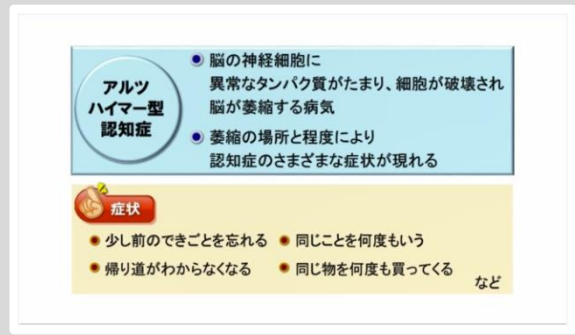 アルツ
ハイマー型
認知症
脳の神経細胞に
異常なタンパク質がたまり、細胞が破壊され
脳が萎縮する病気
萎縮の場所と程度により
認知症のさまざまな症状が現れる
症状
少し前のできごとを忘れる
同じことを何度もいう
帰り道がわからなくなる
同じ物を何度も買ってくる
など